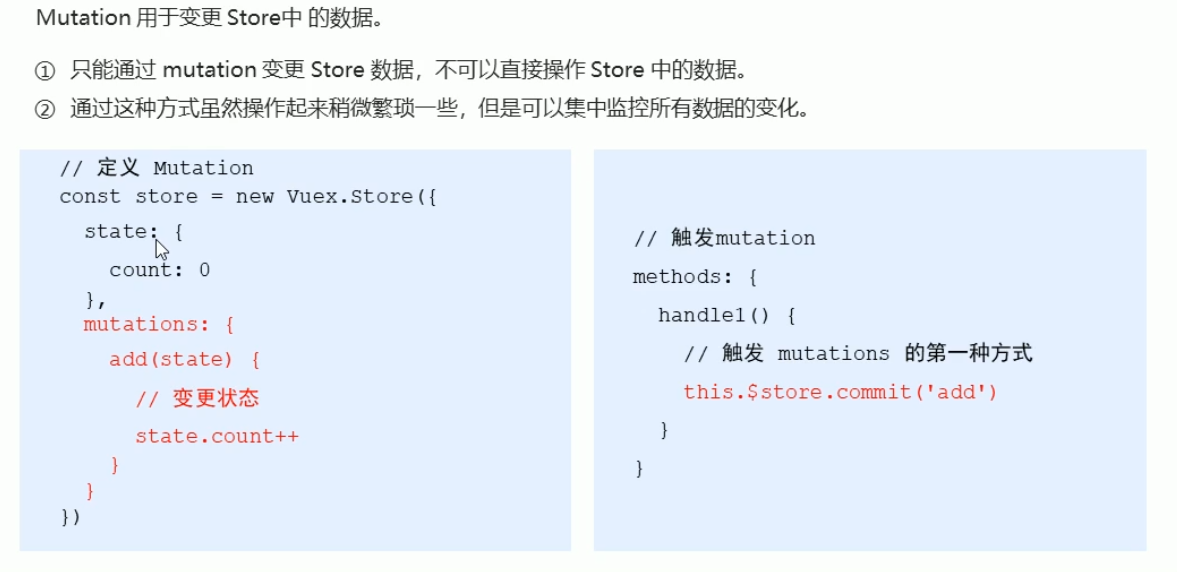 Mutation 用于变更 Store中 的数据。
① 只能通过 mutation 变更 Store 数据，不可以直接操作 Store 中的数据。
② 通过这种方式虽然操作起来稍微繁琐一些，但是可以集中监控所有数据的变化。
// 定义 Mutation
const store = new Vuex.Store({
state: {
count: 0
},
mutations: {
add(state) {
// 变更状态
state.count++
}
}
})
// 触发mutation
methods: {
handle1() {
// 触发 mutations 的第一种方式
this.$store.commit('add')
}
}